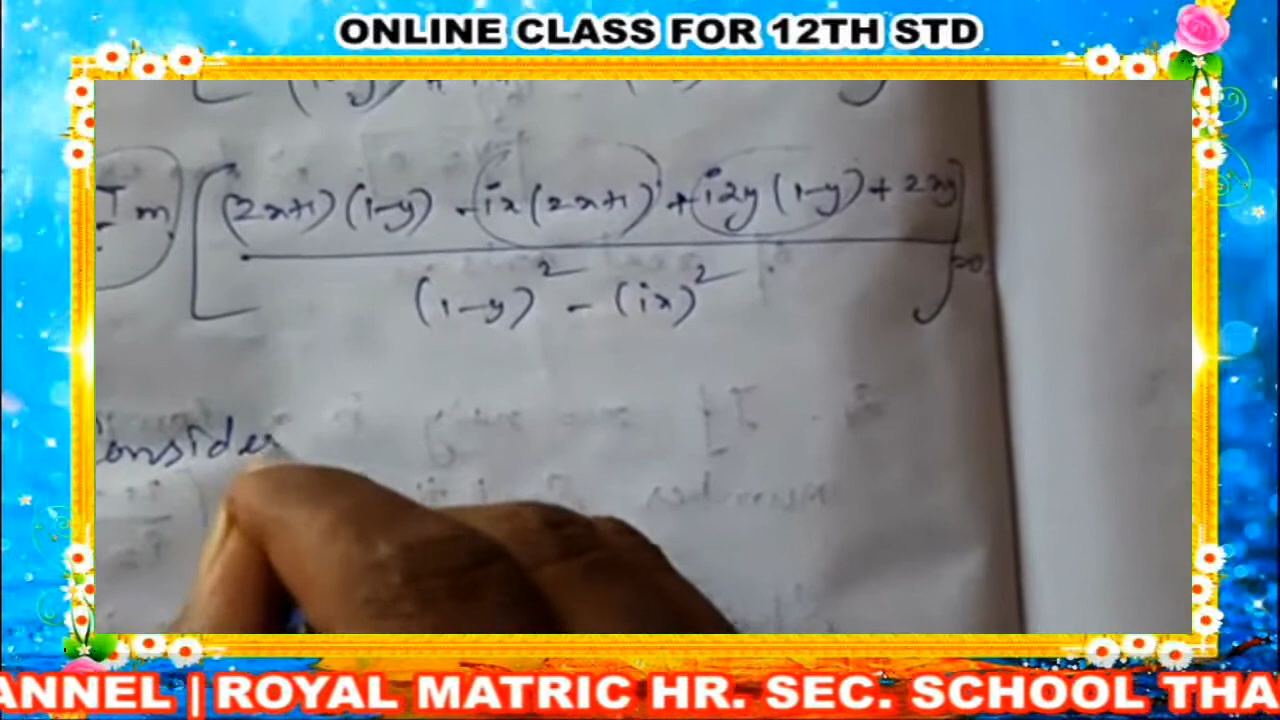 ONLINE CLASS FOR 12TH STD
Im [ (2x+1)(1-y) - ix(2x+1) + i2y(1-y) + 2xy
(1-y)² - (ix)² ] =0
Consider
ANNEL | ROYAL MATRIC HR. SEC. SCHOOL THA